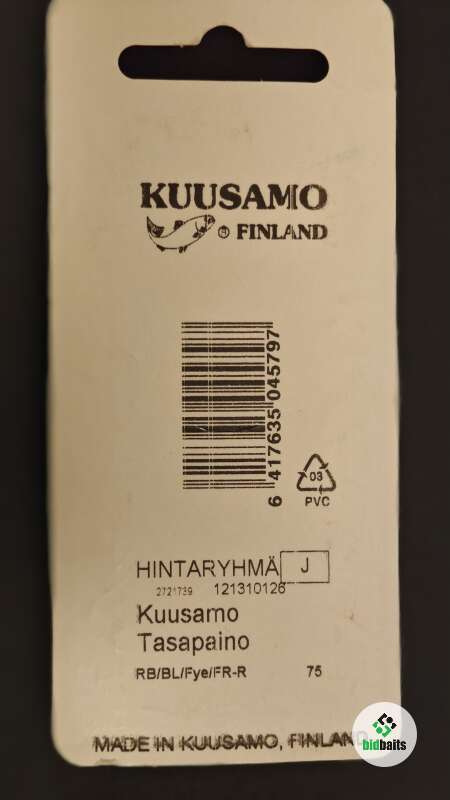 KUUSAMO
® FINLAND
6 417635 045797
03
PVC
HINTARYHMÄ J
121310126
Kuusamo
Tasapaino
RB/BL/Fye/FR-R 75
MADE IN KUUSAMO, FINLAND
bidbaits